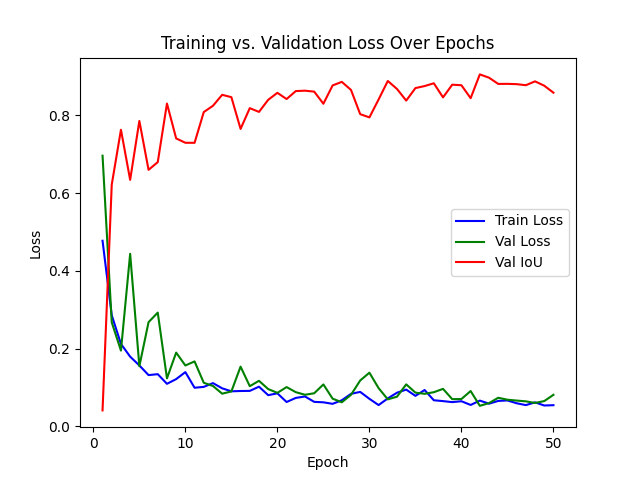 Training vs. Validation Loss Over Epochs
0.8
0.6
0.4
0.2
0.0
Loss
Train Loss
Val Loss
Val IoU
0
10
20
30
40
50
Epoch